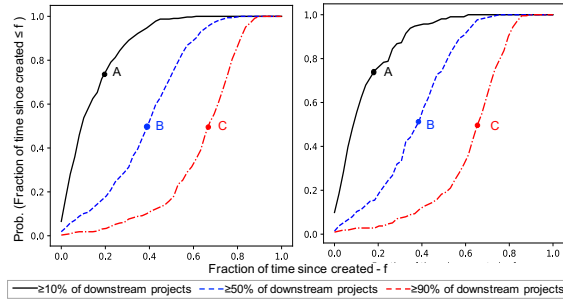 Prob. (Fraction of time since created ≤ f)
1.0
0.8
0.6
0.4
0.2
0.0
A
B
C
0.0 0.2 0.4 0.6 0.8 1.0
1.0
0.8
0.6
0.4
0.2
0.0
A
B
C
0.0 0.2 0.4 0.6 0.8 1.0
Fraction of time since created - f
≥10% of downstream projects ≥50% of downstream projects ≥90% of downstream projects